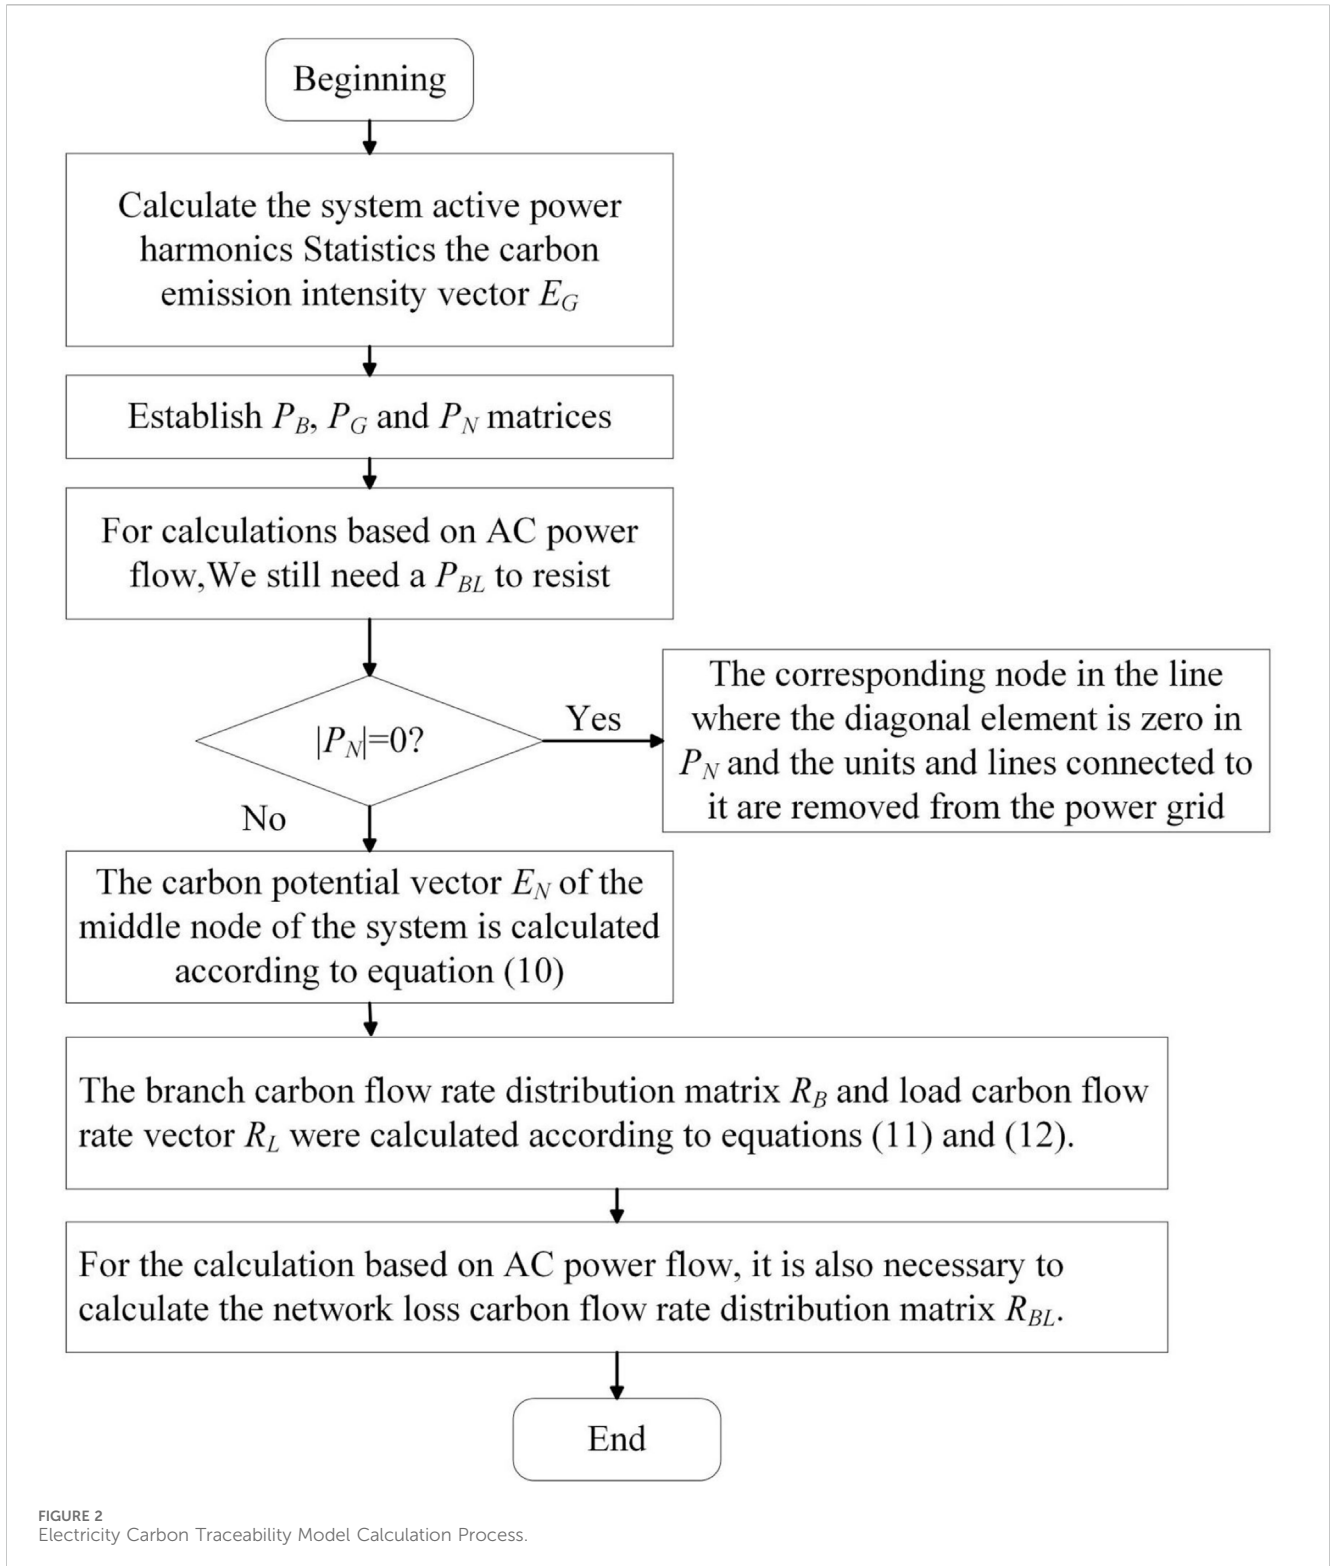 Beginning
Calculate the system active power
harmonics Statistics the carbon
emission intensity vector E_G
Establish P_B, P_G and P_N matrices
For calculations based on AC power
flow,We still need a P_BL to resist
|P_N|=0?
Yes
The corresponding node in the line
where the diagonal element is zero in
P_N and the units and lines connected to
it are removed from the power grid
No
The carbon potential vector E_N of the
middle node of the system is calculated
according to equation (10)
The branch carbon flow rate distribution matrix R_B and load carbon flow
rate vector R_L were calculated according to equations (11) and (12).
For the calculation based on AC power flow, it is also necessary to
calculate the network loss carbon flow rate distribution matrix R_BL.
End
FIGURE 2
Electricity Carbon Traceability Model Calculation Process.